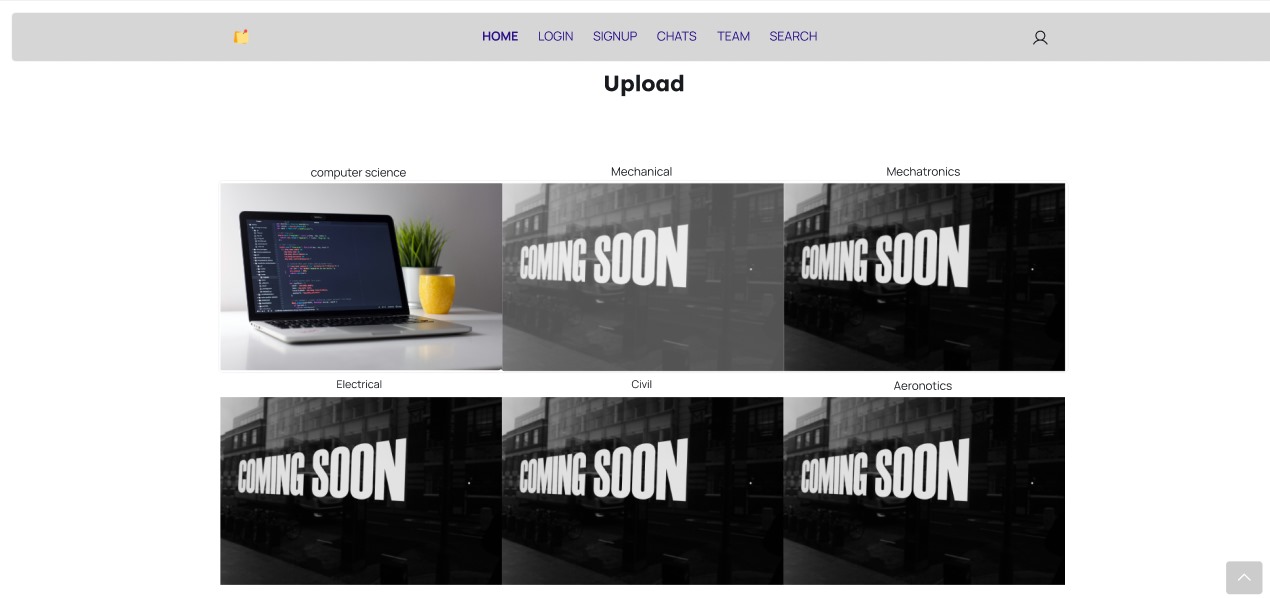 HOME LOGIN SIGNUP CHATS TEAM SEARCH
Upload
computer science Mechanical Mechatronics
COMING SOON COMING SOON
Electrical Civil Aeronotics
COMING SOON COMING SOON COMING SOON